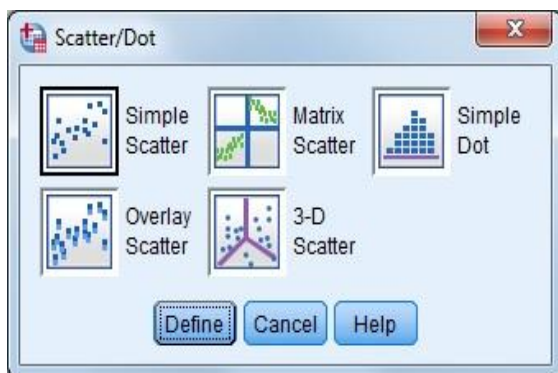 Scatter/Dot
Simple
Scatter
Matrix
Scatter
Simple
Dot
Overlay
Scatter
3-D
Scatter
Define
Cancel
Help